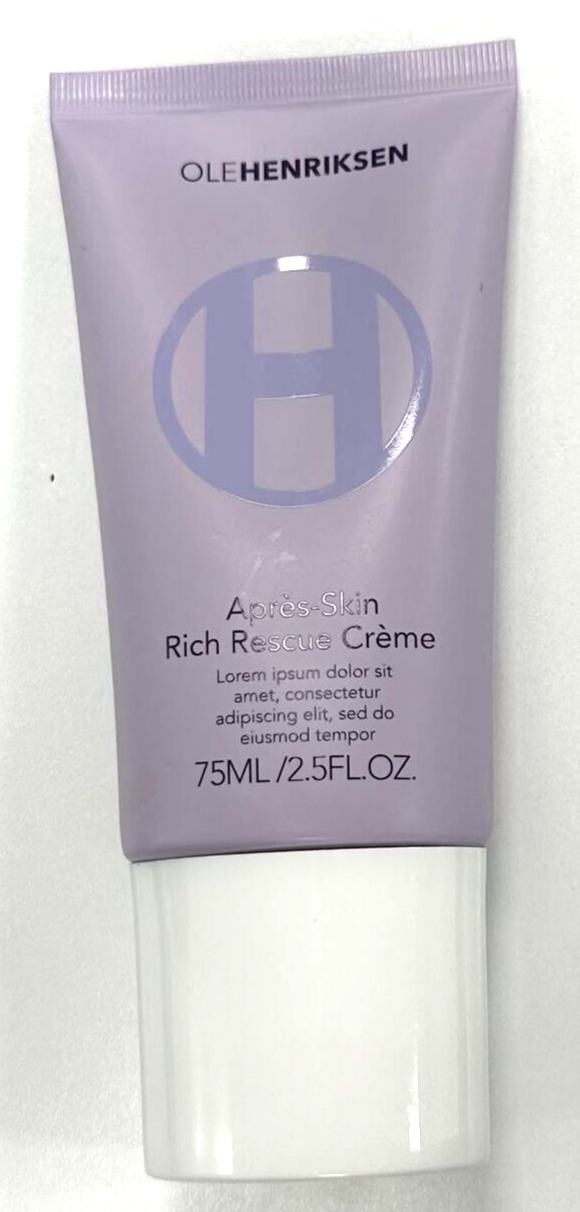 OLEHENRIKSEN
H
Après-Skin
Rich Rescue Crème
Lorem ipsum dolor sit
amet, consectetur
adipiscing elit, sed do
eiusmod tempor
75ML/2.5FL.OZ.